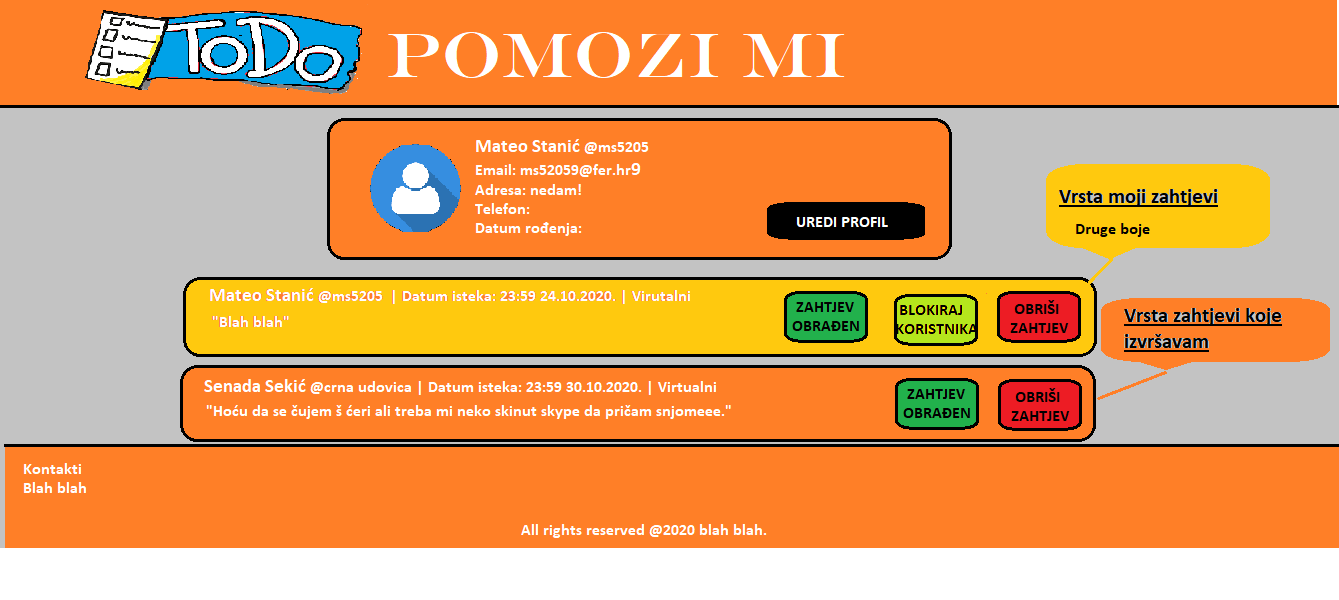 ToDo POMOZI MI
Mateo Stanić @ms5205
Email: ms52059@fer.hr9
Adresa: nedam!
Telefon:
Datum rođenja:
UREDI PROFIL
Vrsta moji zahtjevi
Druge boje
Mateo Stanić @ms5205 | Datum isteka: 23:59 24.10.2020. | Virutalni
"Blah blah"
ZAHTJEV
OBRAĐEN
BLOKIRAJ
KORISTNIKA
OBRIŠI
ZAHTJEV
Vrsta zahtjevi koje
izvršavam
Senada Sekić @crna udovica | Datum isteka: 23:59 30.10.2020. | Virtualni
"Hoću da se čujem š ćeri ali treba mi neko skinut skype da pričam snjomeee."
ZAHTJEV
OBRAĐEN
OBRIŠI
ZAHTJEV
Kontakti
Blah blah
All rights reserved @2020 blah blah.